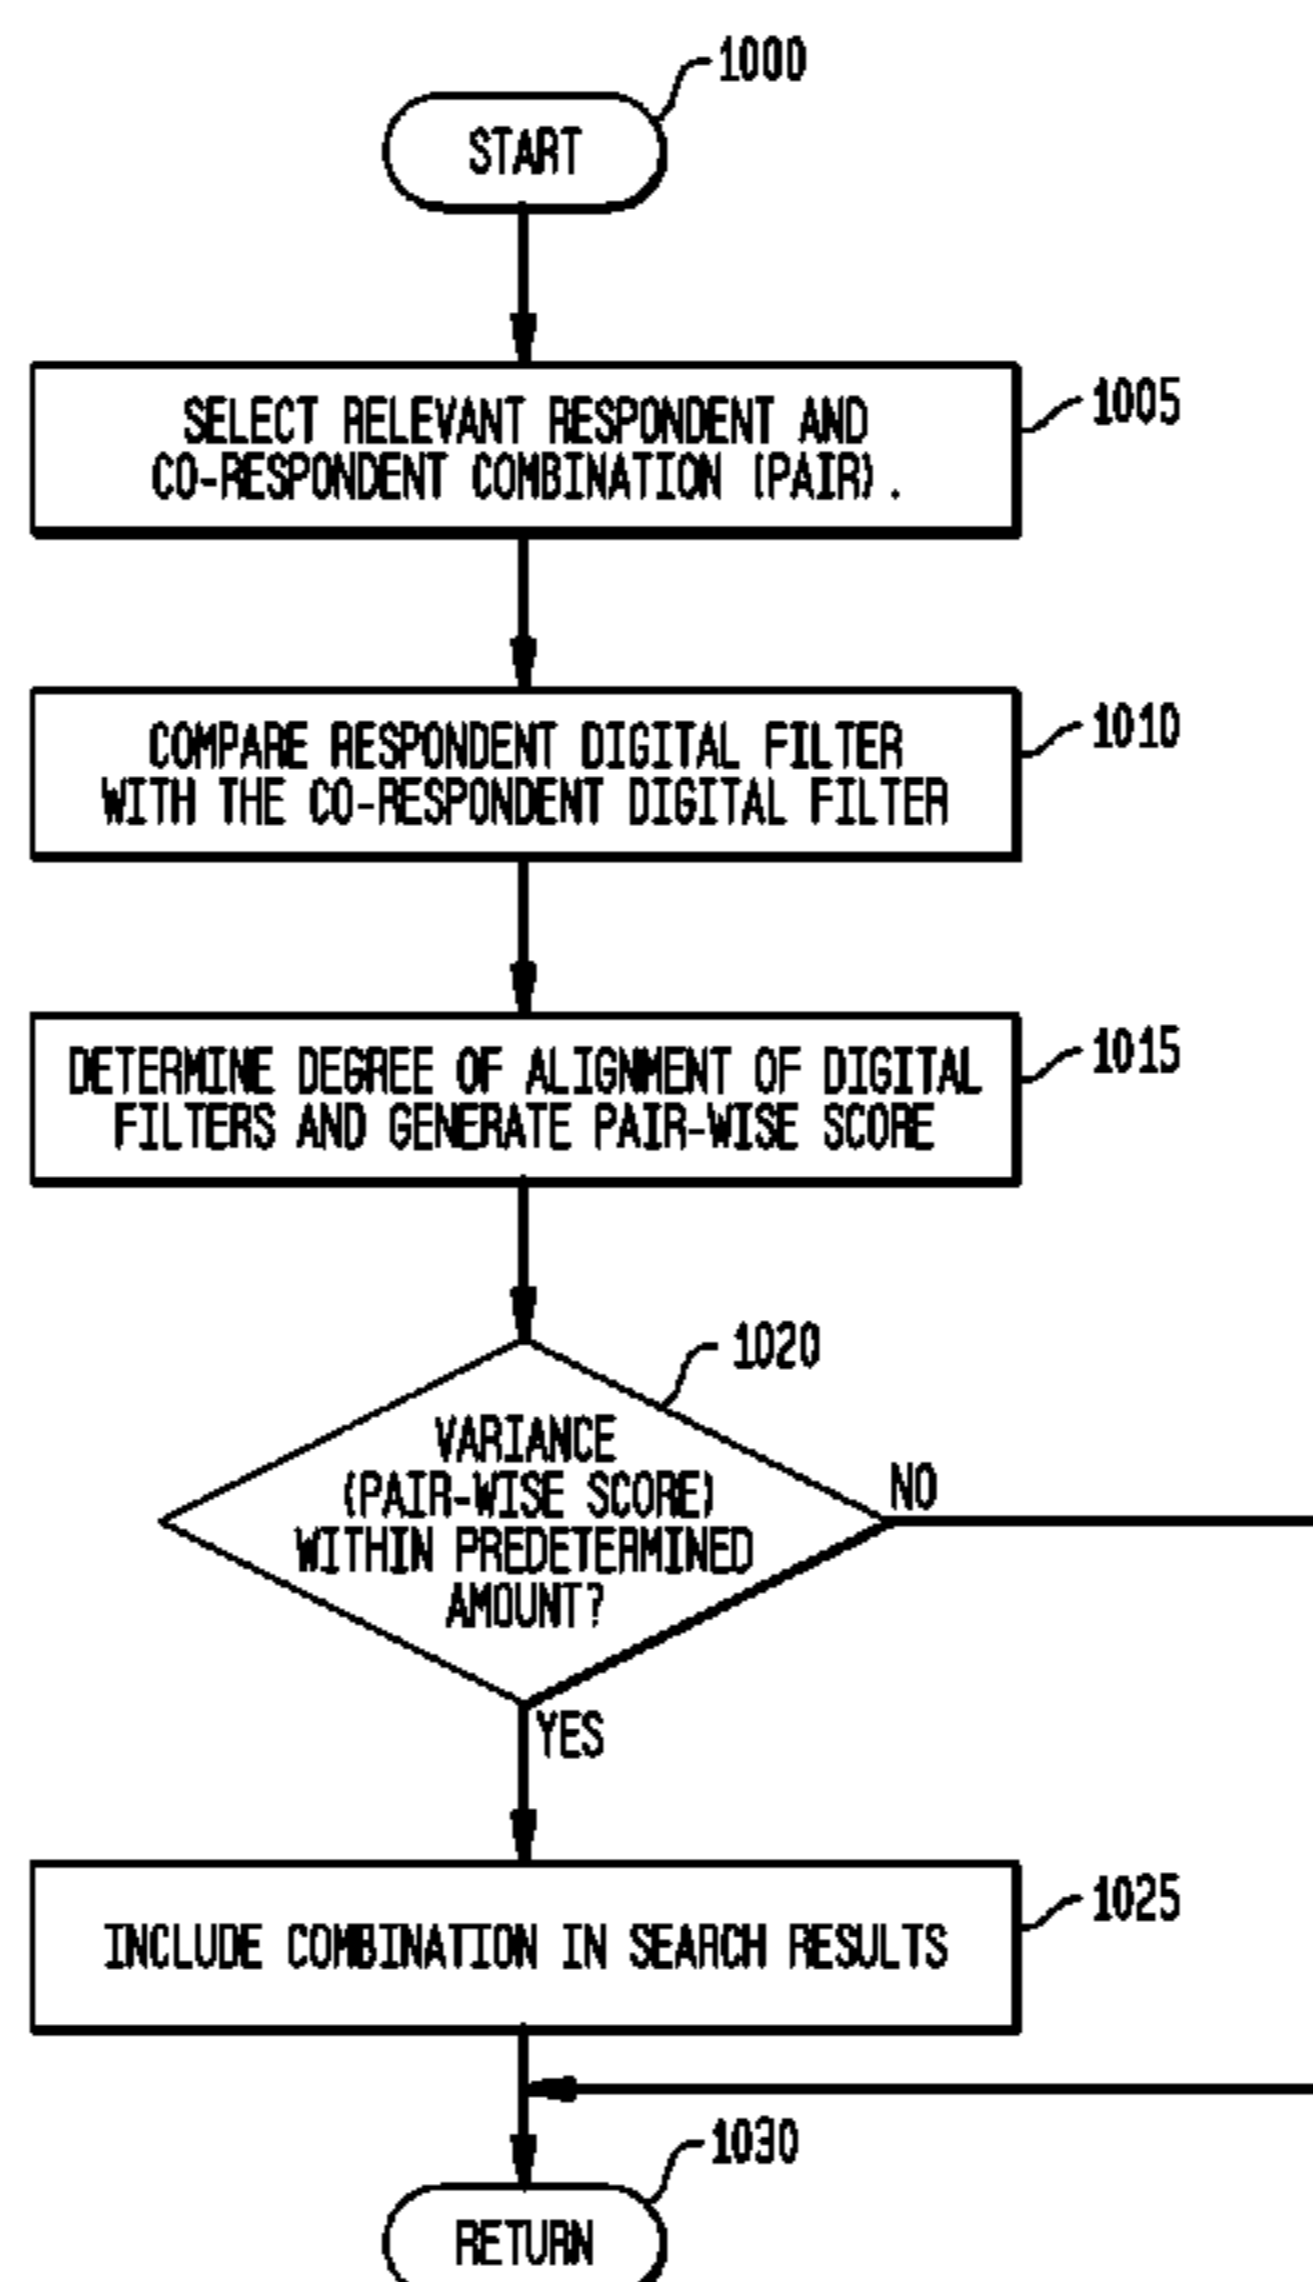 1000
START
SELECT RELEVANT RESPONDENT AND
CO-RESPONDENT COMBINATION (PAIR).
1005
COMPARE RESPONDENT DIGITAL FILTER
WITH THE CO-RESPONDENT DIGITAL FILTER
1010
DETERMINE DEGREE OF ALIGNMENT OF DIGITAL
FILTERS AND GENERATE PAIR-WISE SCORE
1015
1020
VARIANCE
(PAIR-WISE SCORE)
WITHIN PREDETERMINED
AMOUNT?
NO
YES
INCLUDE COMBINATION IN SEARCH RESULTS
1025
1030
RETURN